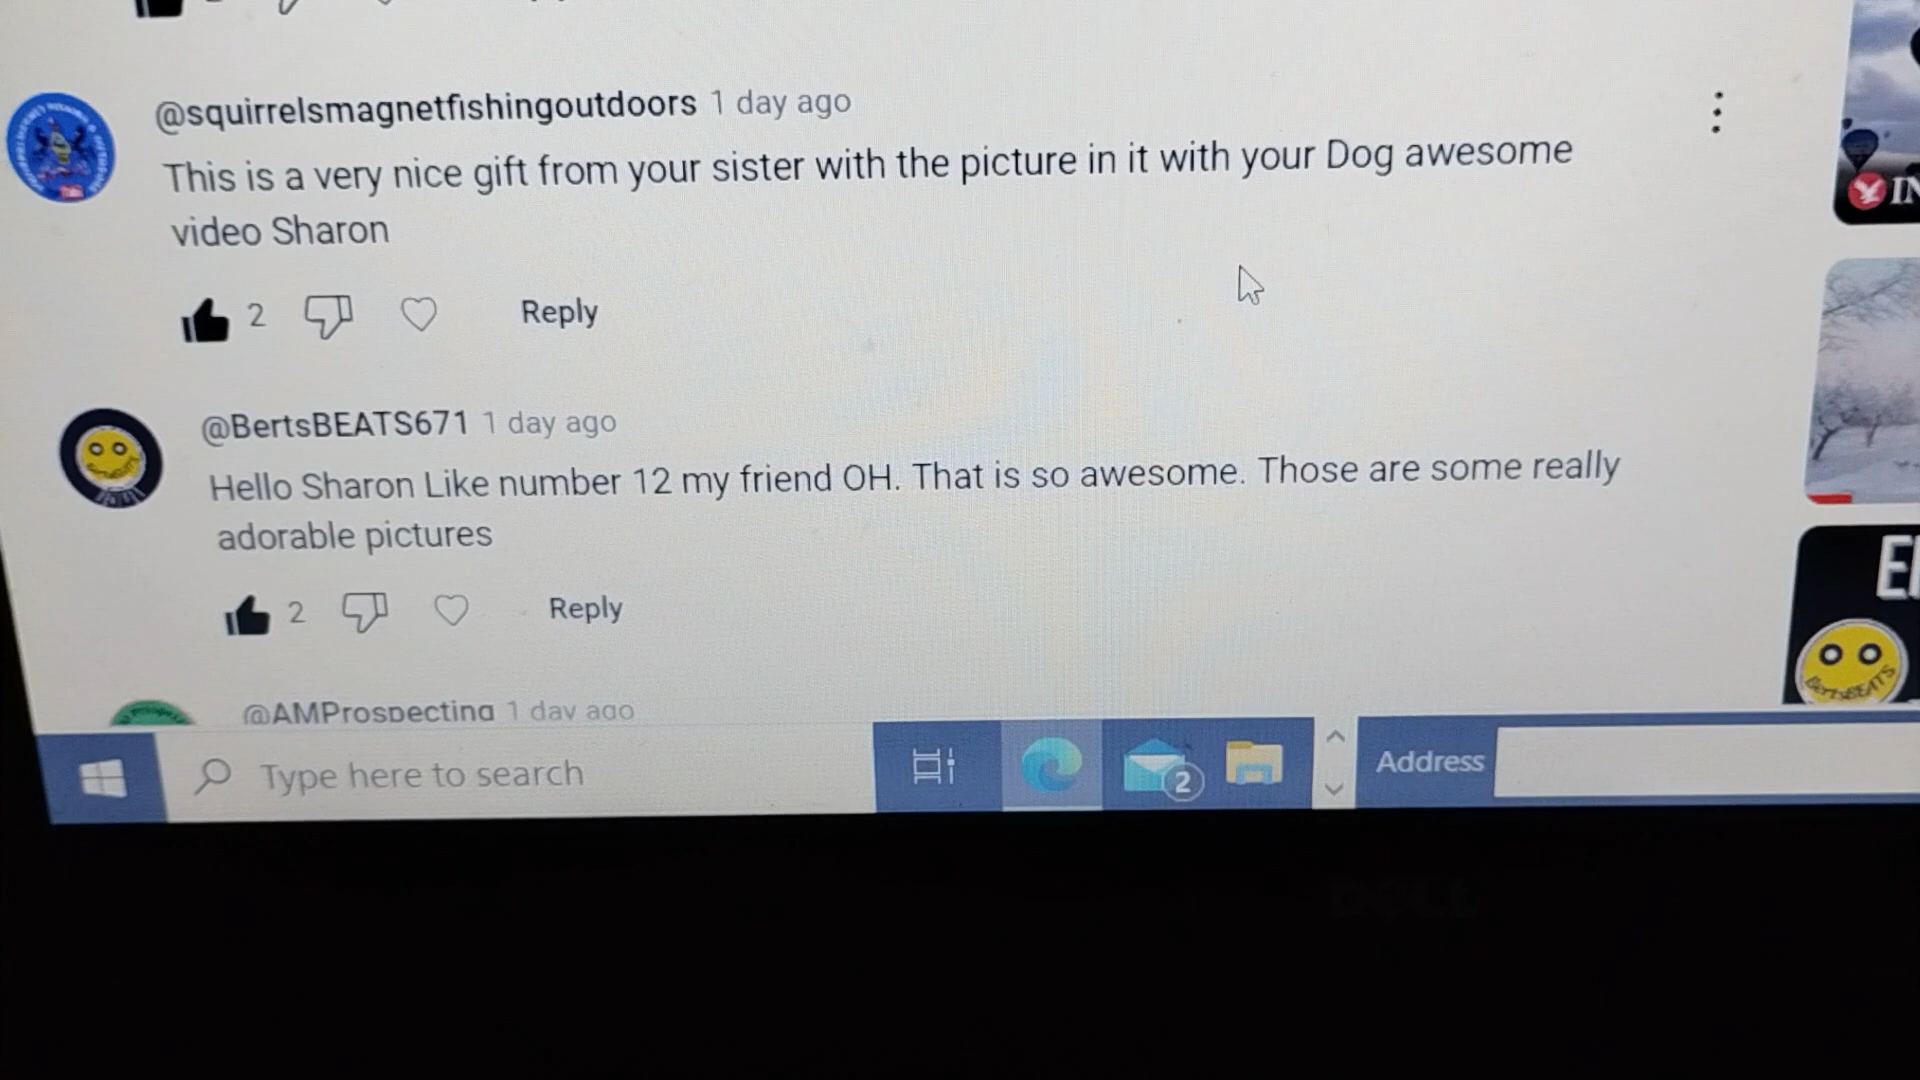 @squirrelsmagnetfishingoutdoors 1 day ago
This is a very nice gift from your sister with the picture in it with your Dog awesome
video Sharon
2 Reply
@BertsBEATS671 1 day ago
Hello Sharon Like number 12 my friend OH. That is so awesome. Those are some really
adorable pictures
2 Reply
@AMProspecting 1 day ago
BertsBEATS
Type here to search
2
Address
DELL